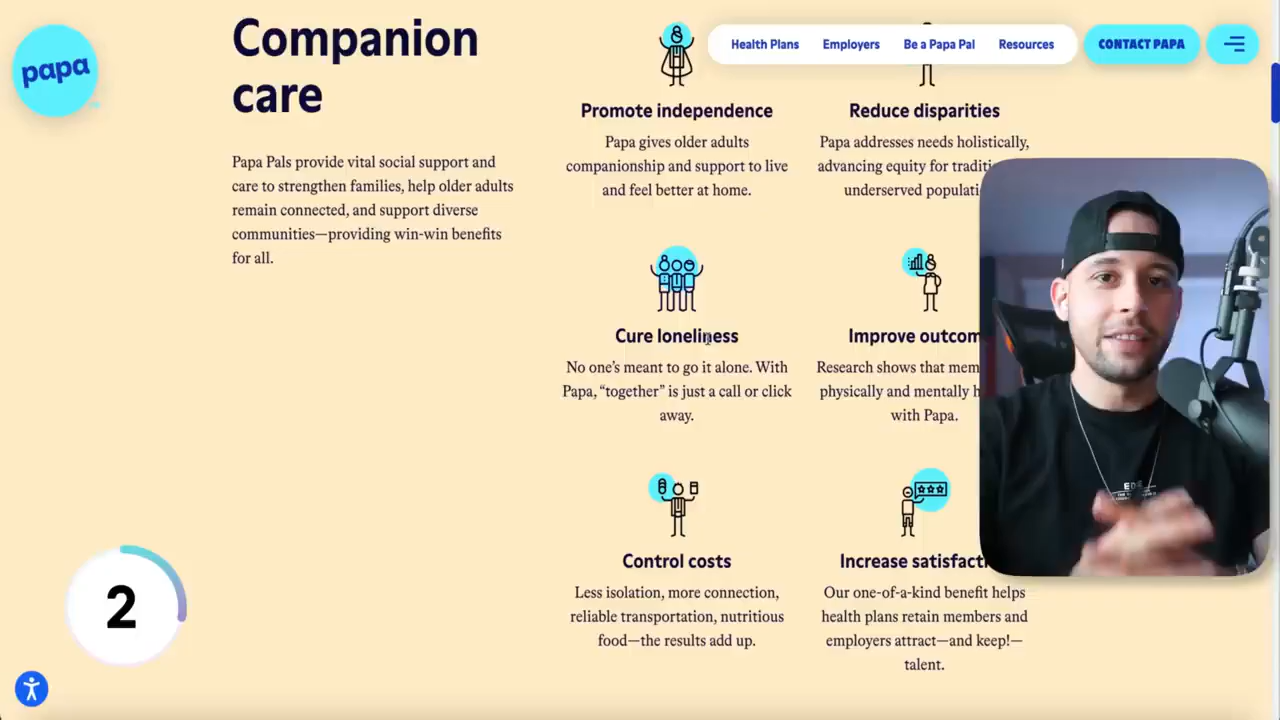 papa
Health Plans
Employers
Be a Papa Pal
Resources
CONTACT PAPA
Companion
care
Papa Pals provide vital social support and
care to strengthen families, help older adults
remain connected, and support diverse
communities—providing win-win benefits
for all.
Promote independence
Papa gives older adults
companionship and support to live
and feel better at home.
Reduce disparities
Papa addresses needs holistically,
advancing equity for
underserved
Cure loneliness
No one's meant to go it alone. With
Papa, “together” is just a call or click
away.
Improve
Research shows that
physically and mentally
with Papa.
Control costs
Less isolation, more connection,
reliable transportation, nutritious
food—the results add up.
Increase
Our one-of-a-kind benefit helps
health plans retain members and
employers attract—and keep!—
talent.
2